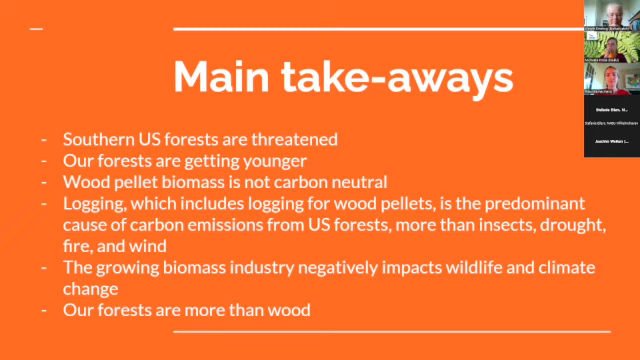 Main take-aways
- Southern US forests are threatened
- Our forests are getting younger
- Wood pellet biomass is not carbon neutral
- Logging, which includes logging for wood pellets, is the predominant
cause of carbon emissions from US forests, more than insects, drought,
fire, and wind
- The growing biomass industry negatively impacts wildlife and climate
change
- Our forests are more than wood